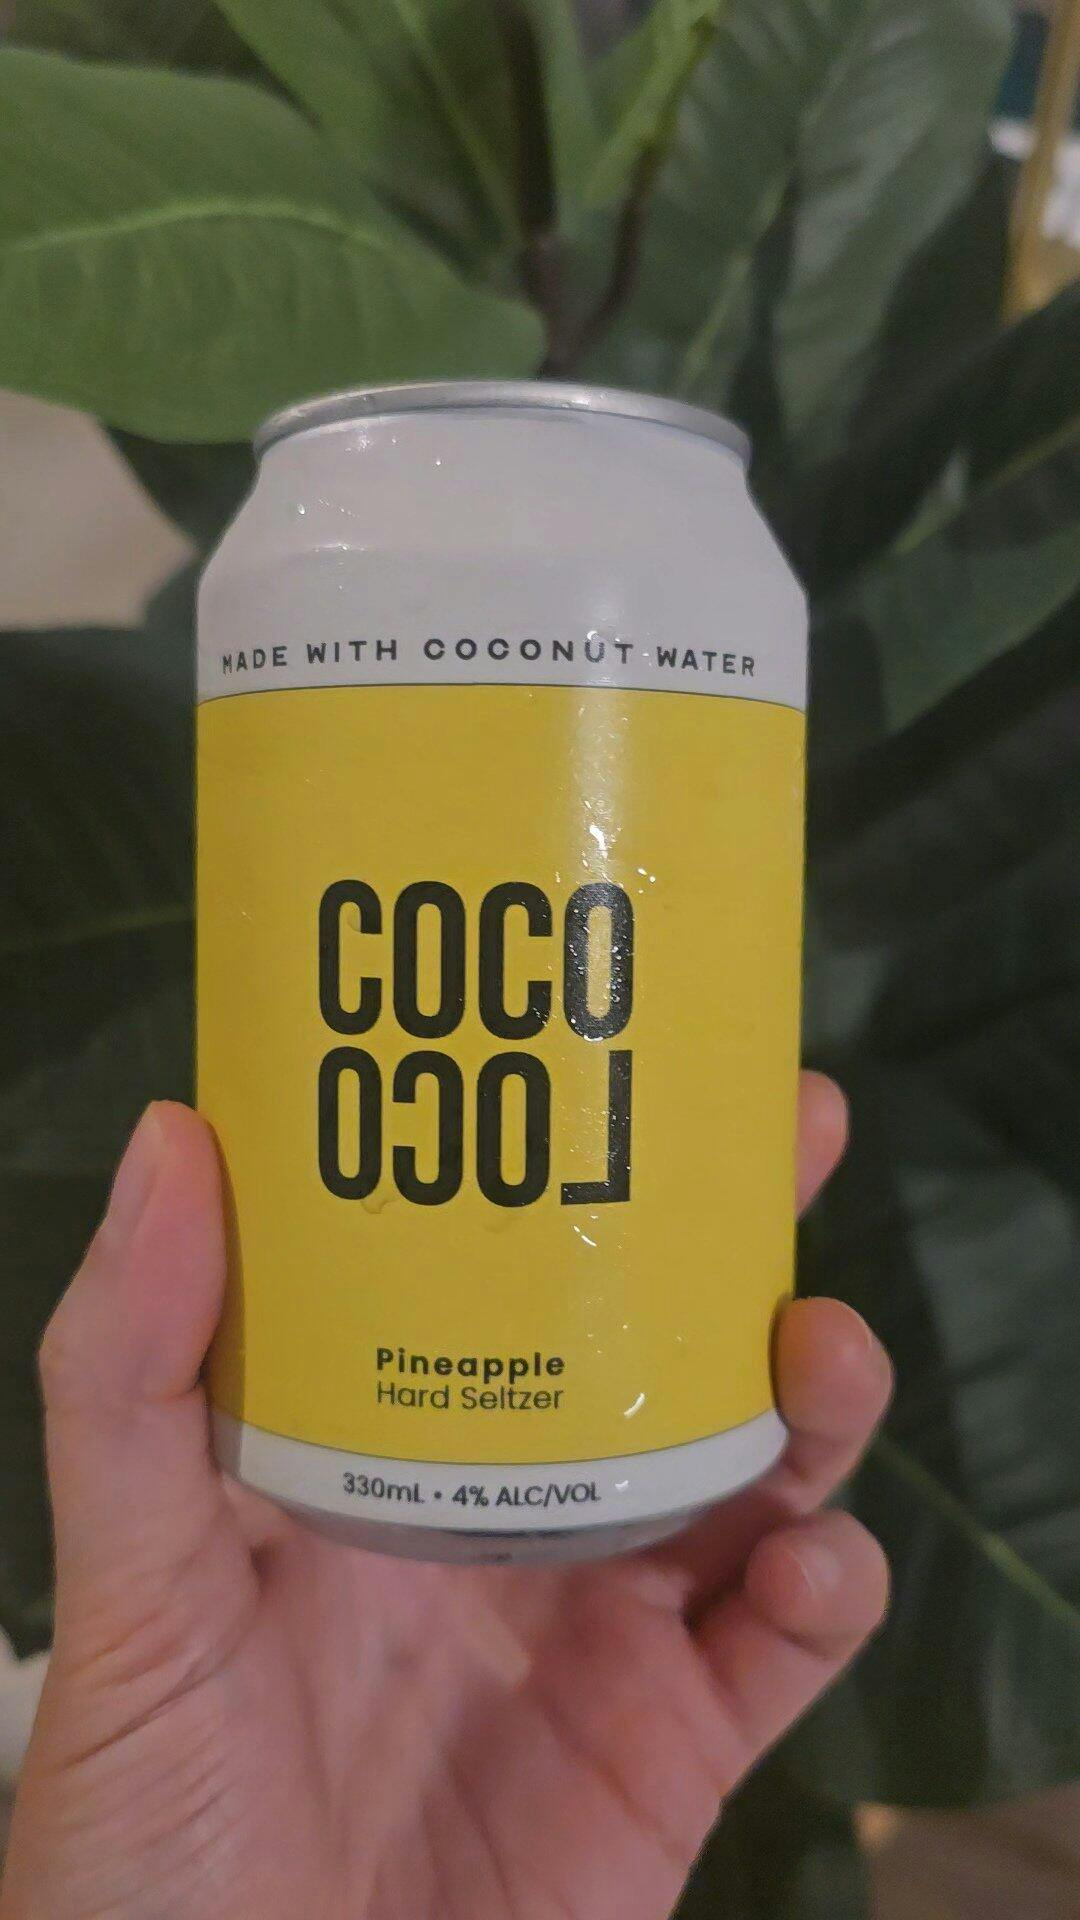 MADE WITH COCONUT WATER
COCO
LOCO
Pineapple
Hard Seltzer
330mL • 4% ALC/VOL